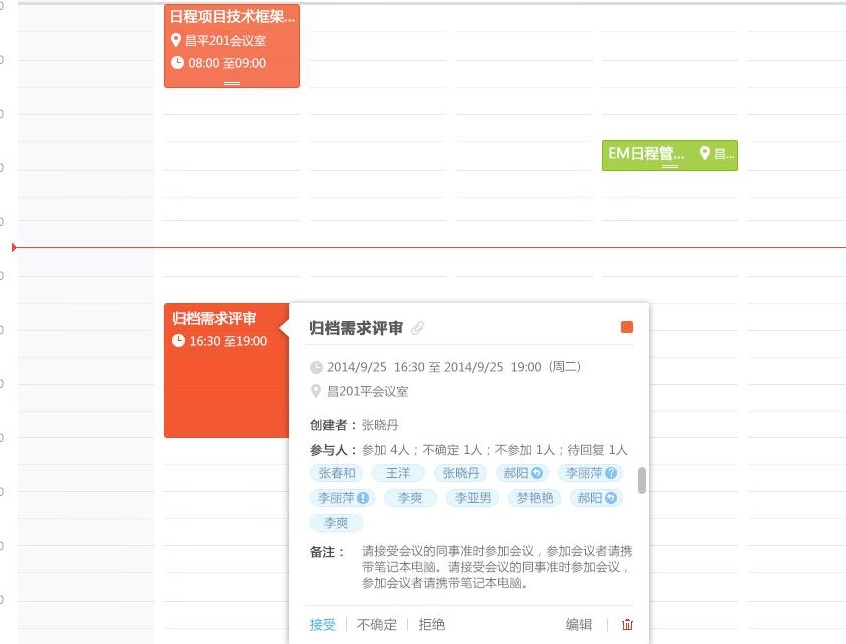 日程项目技术框架...
昌平201会议室
08:00 至09:00
EM日程管... 昌...
归档需求评审
16:30 至19:00
归档需求评审
2014/9/25 16:30 至 2014/9/25 19:00 (周二)
昌201平会议室
创建者：张晓丹
参与人：参加 4人；不确定 1人；不参加 1人；待回复 1人
张春和 王洋 张晓丹 郝阳 李丽萍
李丽萍 李爽 李亚男 梦艳艳 郝阳
李爽
备注： 请接受会议的同事准时参加会议，参加会议者请携
带笔记本电脑。请接受会议的同事准时参加会议，
参加会议者请携带笔记本电脑。
接受 不确定 拒绝 编辑